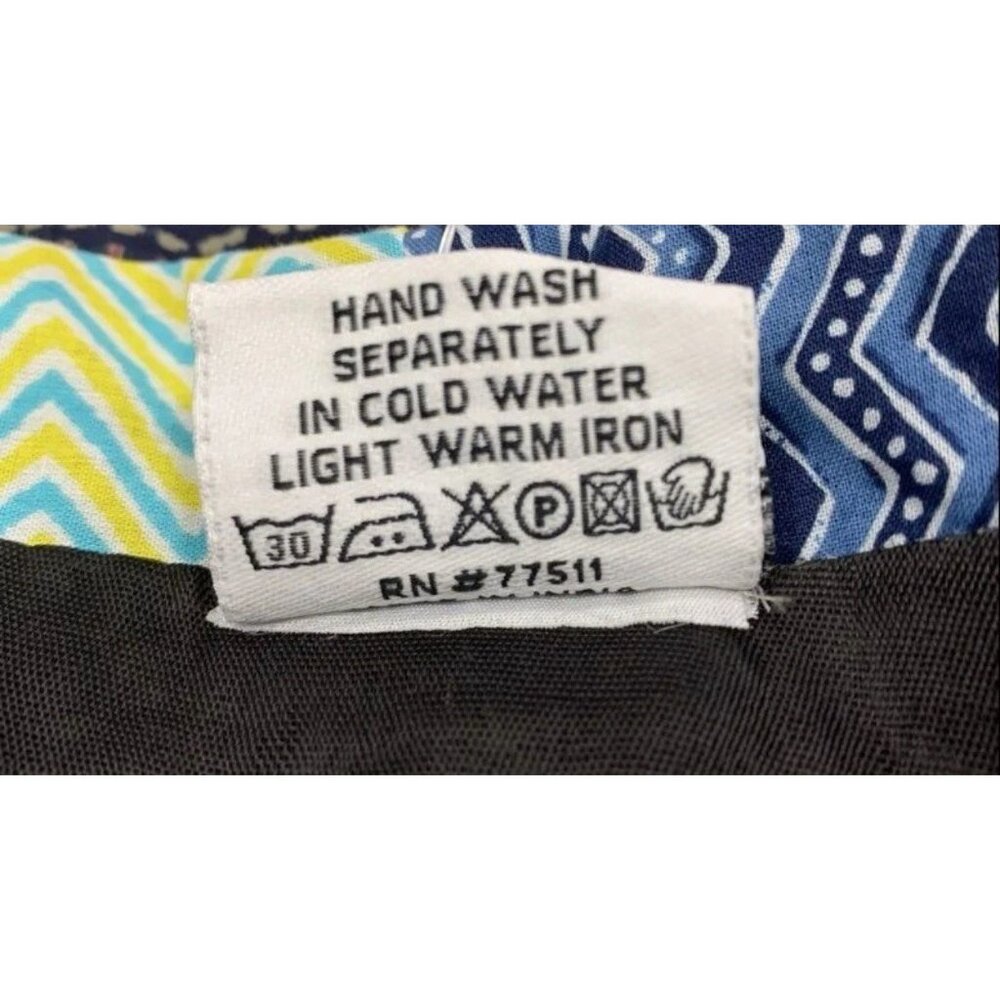 HAND WASH
SEPARATELY
IN COLD WATER
LIGHT WARM IRON
30 P
RN #77511